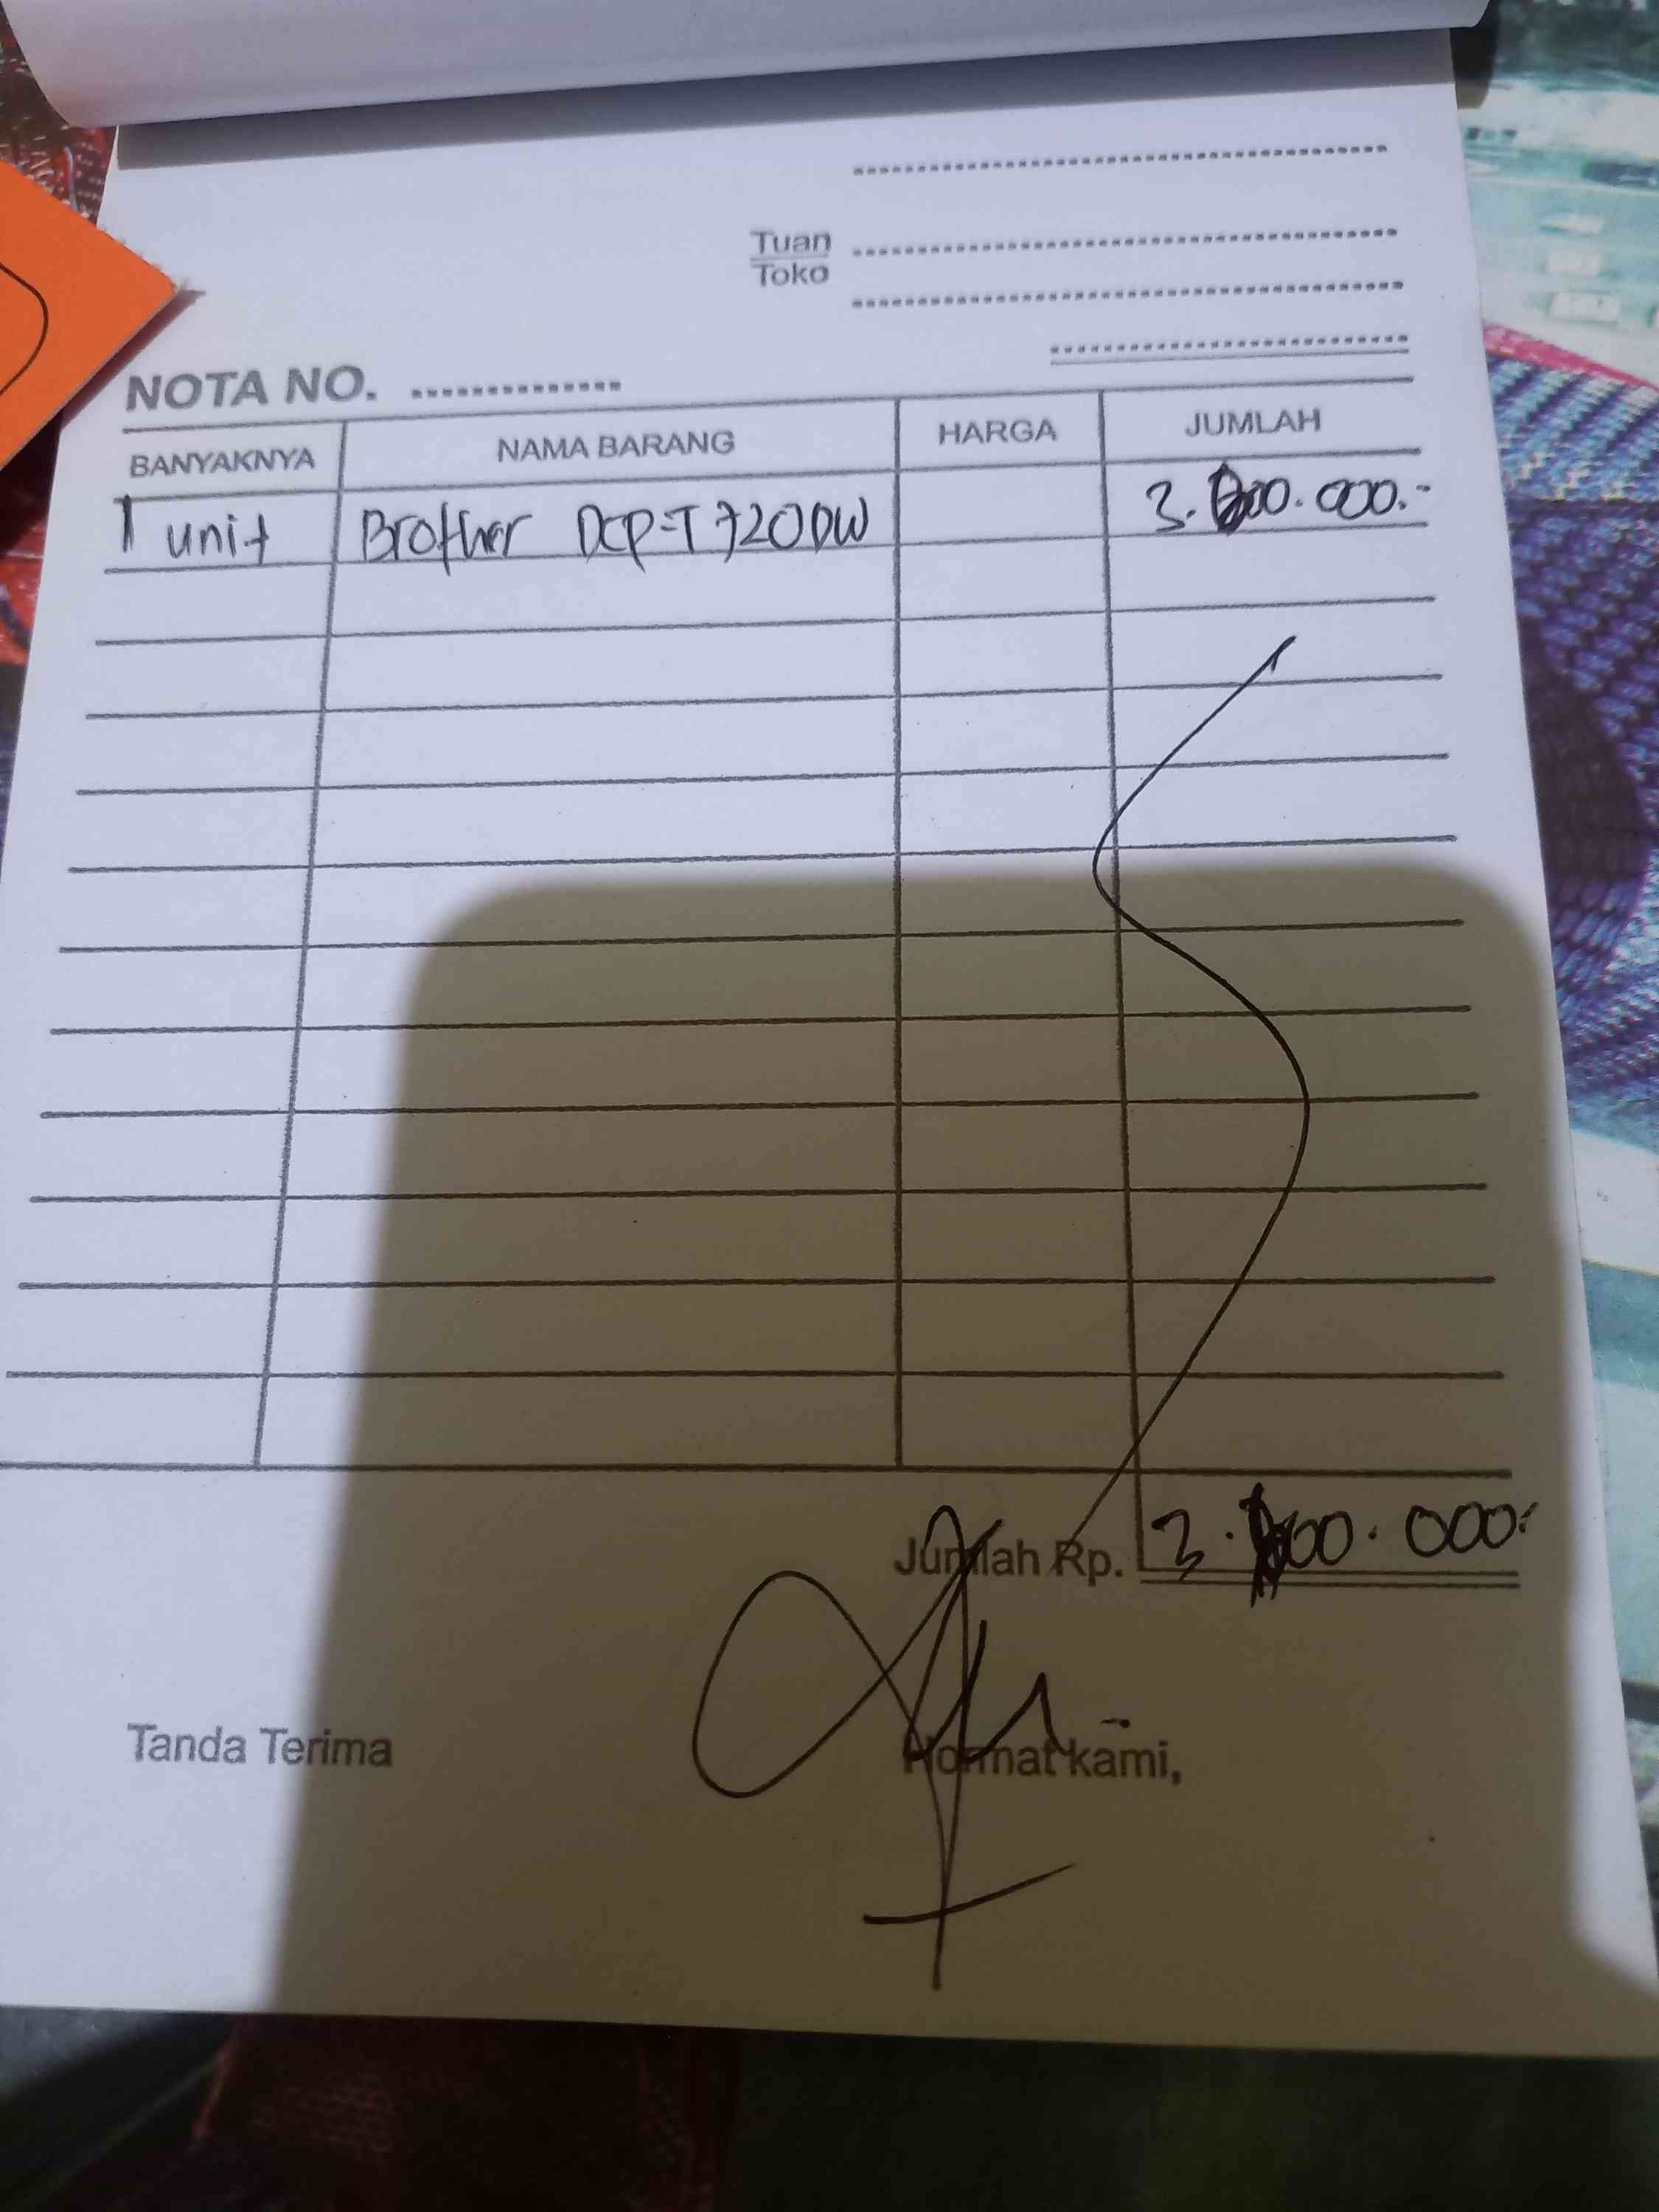 Tuan
Toko
NOTA NO.
BANYAKNYA NAMA BARANG HARGA JUMLAH
1 unit Brother DCP-T720DW
Jumlah Rp.
Tanda Terima Hormat kami,